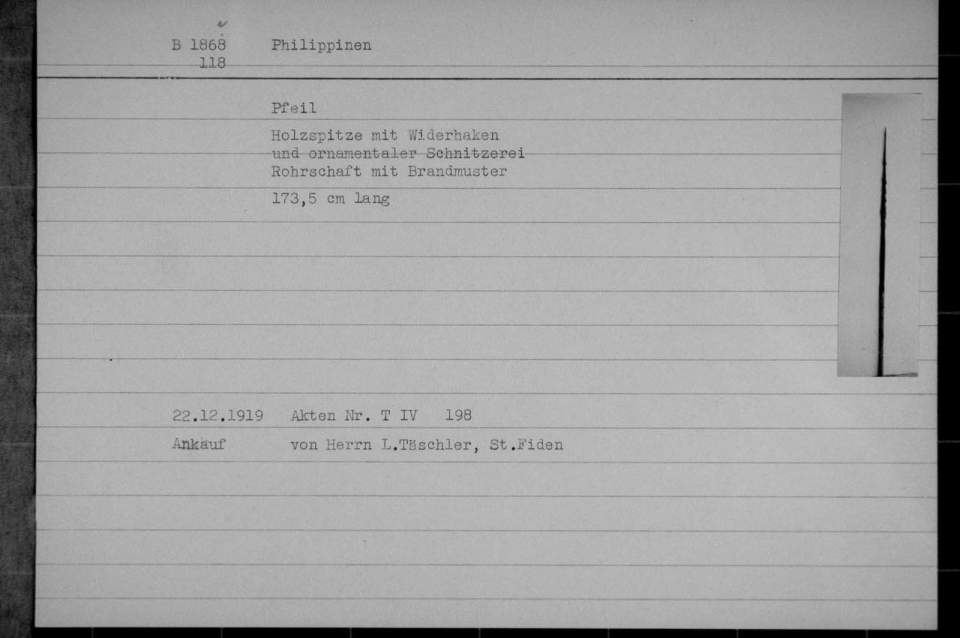 B 1868 Philippinen
118
Pfeil
Holzspitze mit Widerhaken
und ornamentaler Schnitzerei
Rohrschaft mit Brandmuster
173,5 cm lang
22.12.1919 Akten Nr. T IV 198
Ankauf von Herrn L.Täschler, St.Fiden